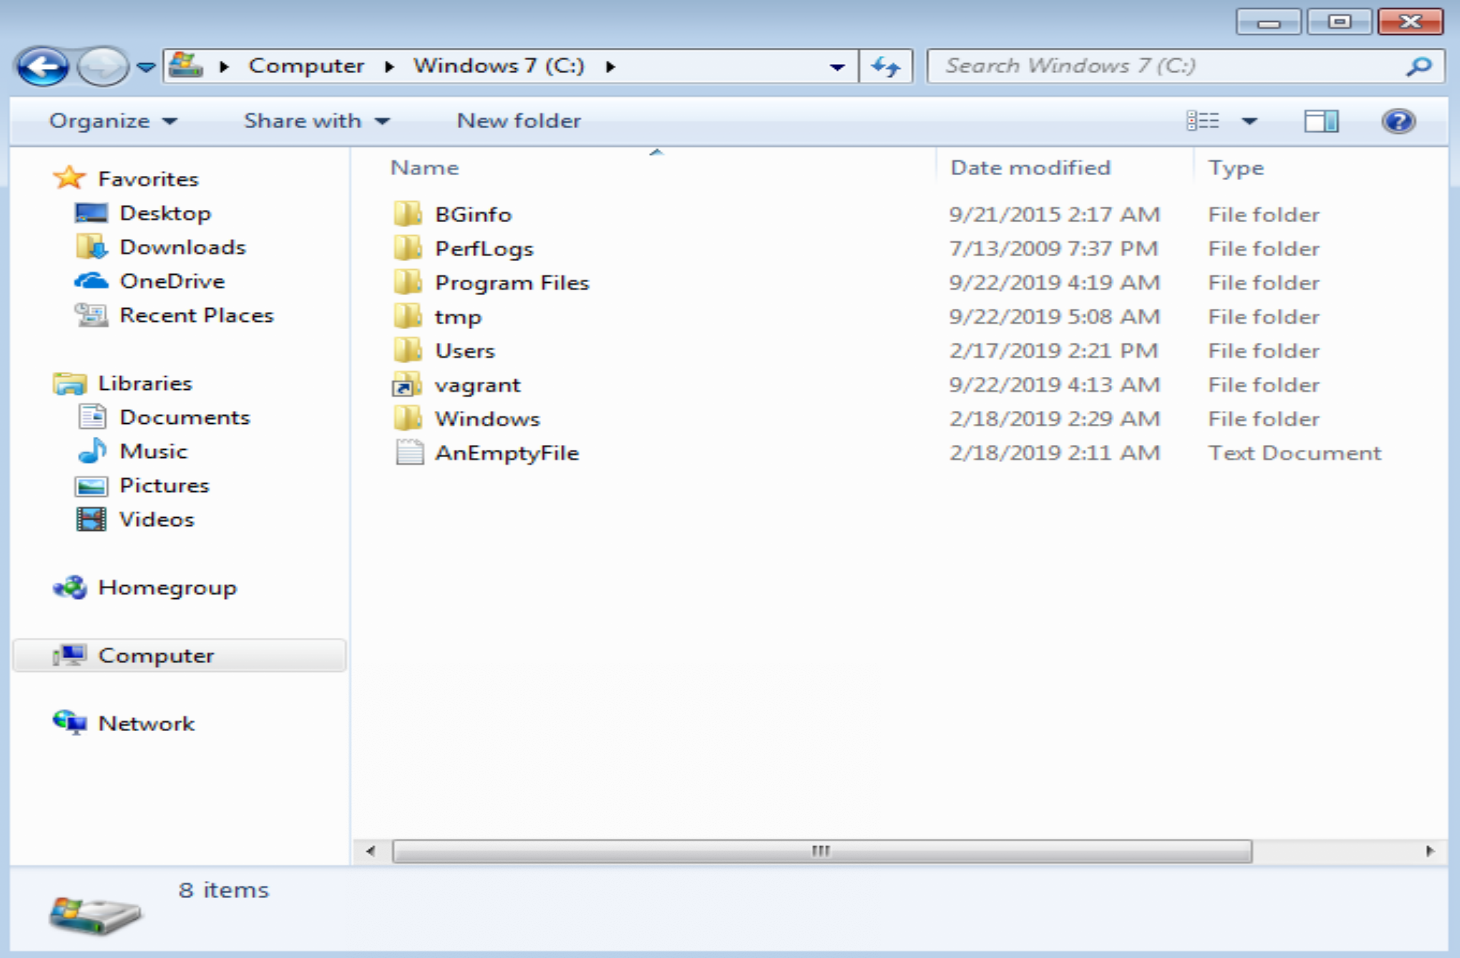 Computer Windows 7 (C:) Search Windows 7 (C:)
Organize Share with New folder
Name Date modified Type
Favorites
Desktop
Downloads
OneDrive
Recent Places
Libraries
Documents
Music
Pictures
Videos
Homegroup
Computer
Network
BGinfo 9/21/2015 2:17 AM File folder
PerfLogs 7/13/2009 7:37 PM File folder
Program Files 9/22/2019 4:19 AM File folder
tmp 9/22/2019 5:08 AM File folder
Users 2/17/2019 2:21 PM File folder
vagrant 9/22/2019 4:13 AM File folder
Windows 2/18/2019 2:29 AM File folder
AnEmptyFile 2/18/2019 2:11 AM Text Document
8 items